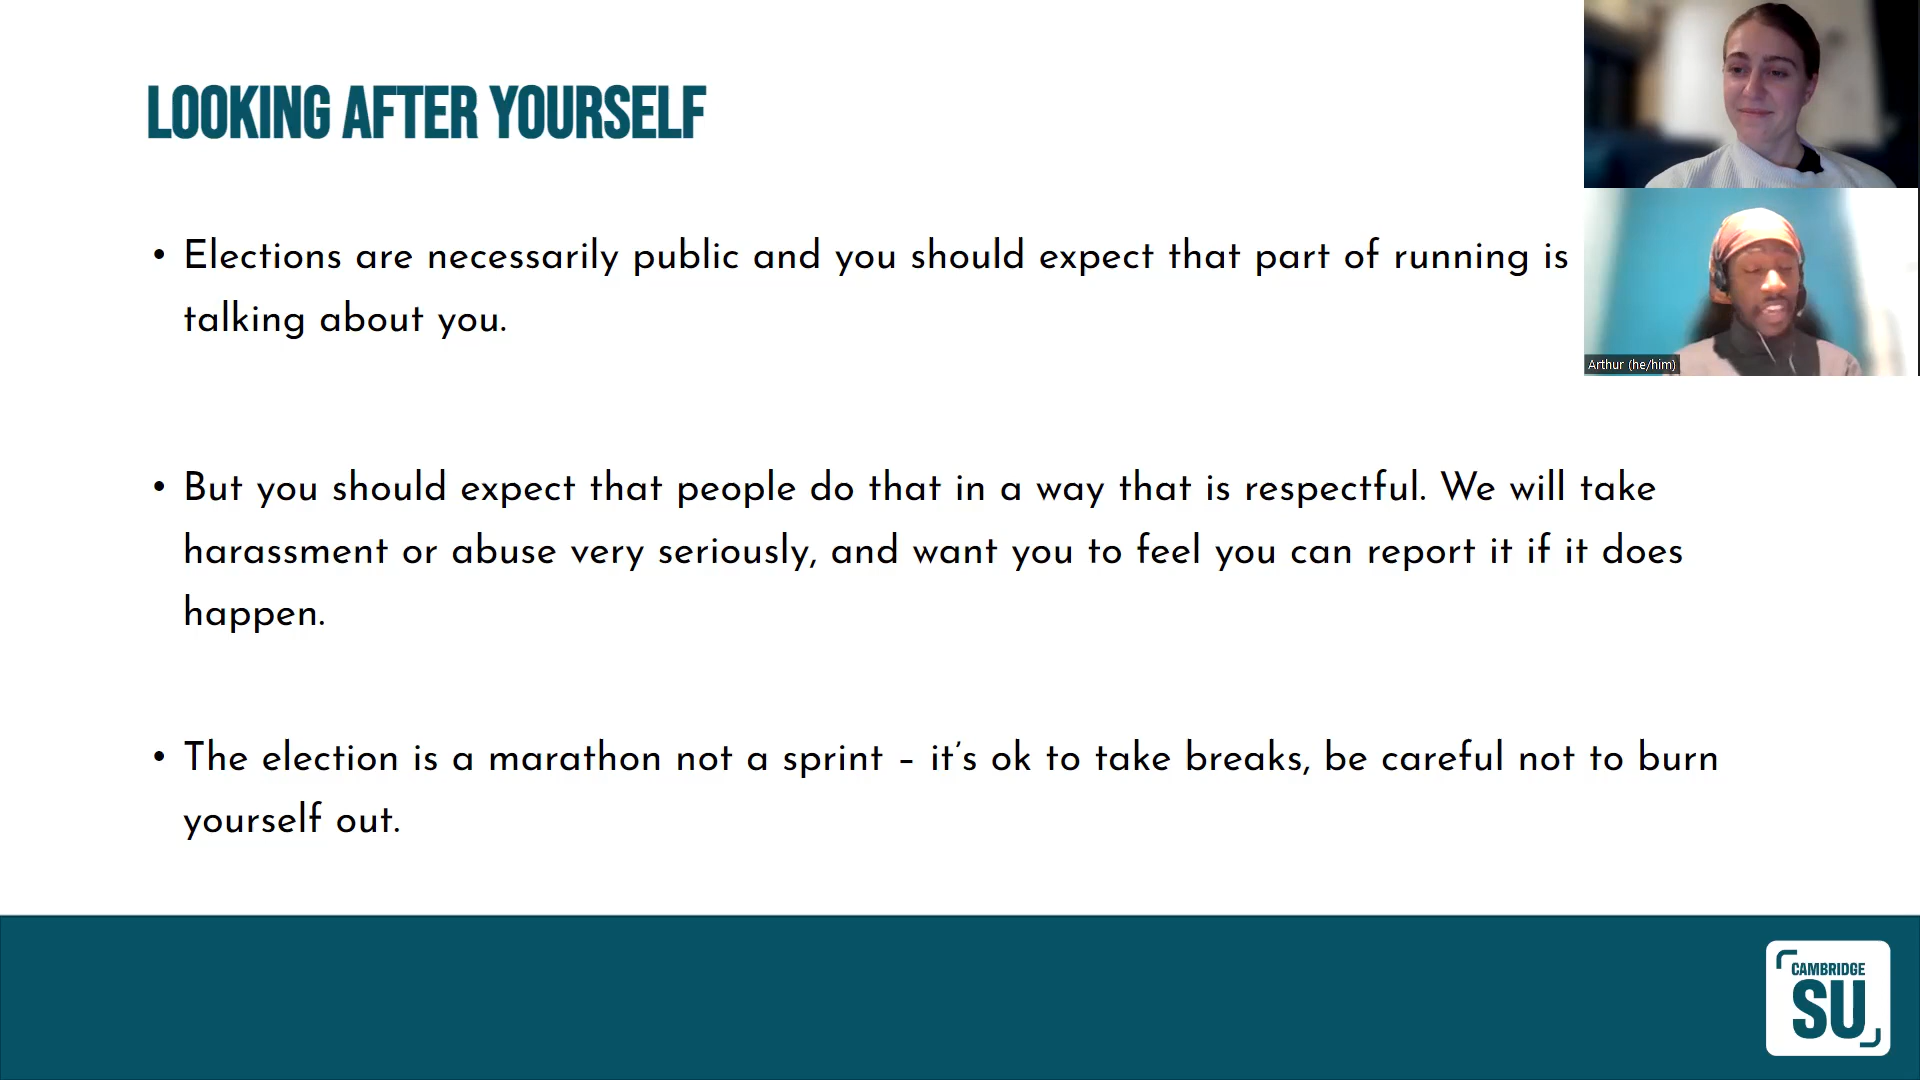 LOOKING AFTER YOURSELF
• Elections are necessarily public and you should expect that part of running is
talking about you.
• But you should expect that people do that in a way that is respectful. We will take
harassment or abuse very seriously, and want you to feel you can report it if it does
happen.
• The election is a marathon not a sprint – it’s ok to take breaks, be careful not to burn
yourself out.
Arthur (he/him)
CAMBRIDGE
SU